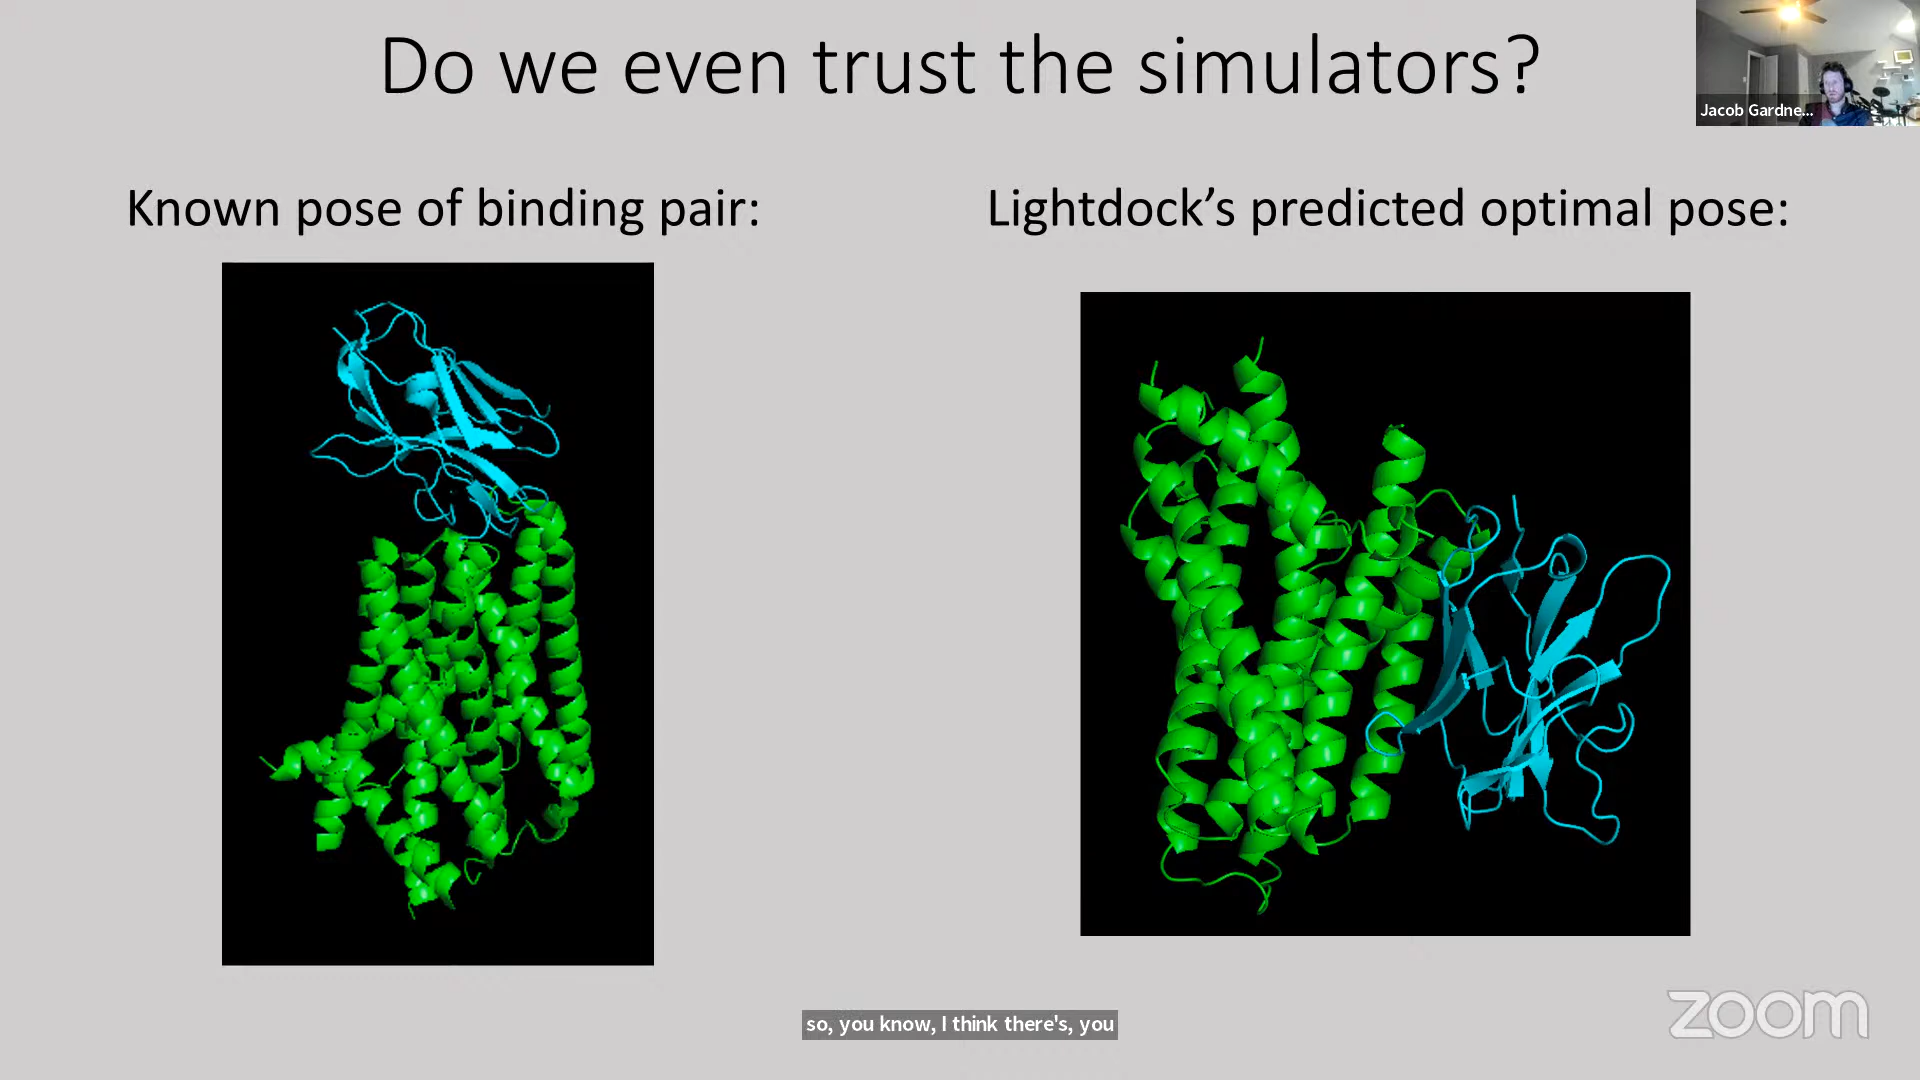 Do we even trust the simulators?
Jacob Gardne...
Known pose of binding pair:
Lightdock’s predicted optimal pose:
so, you know, I think there's, you
zoom